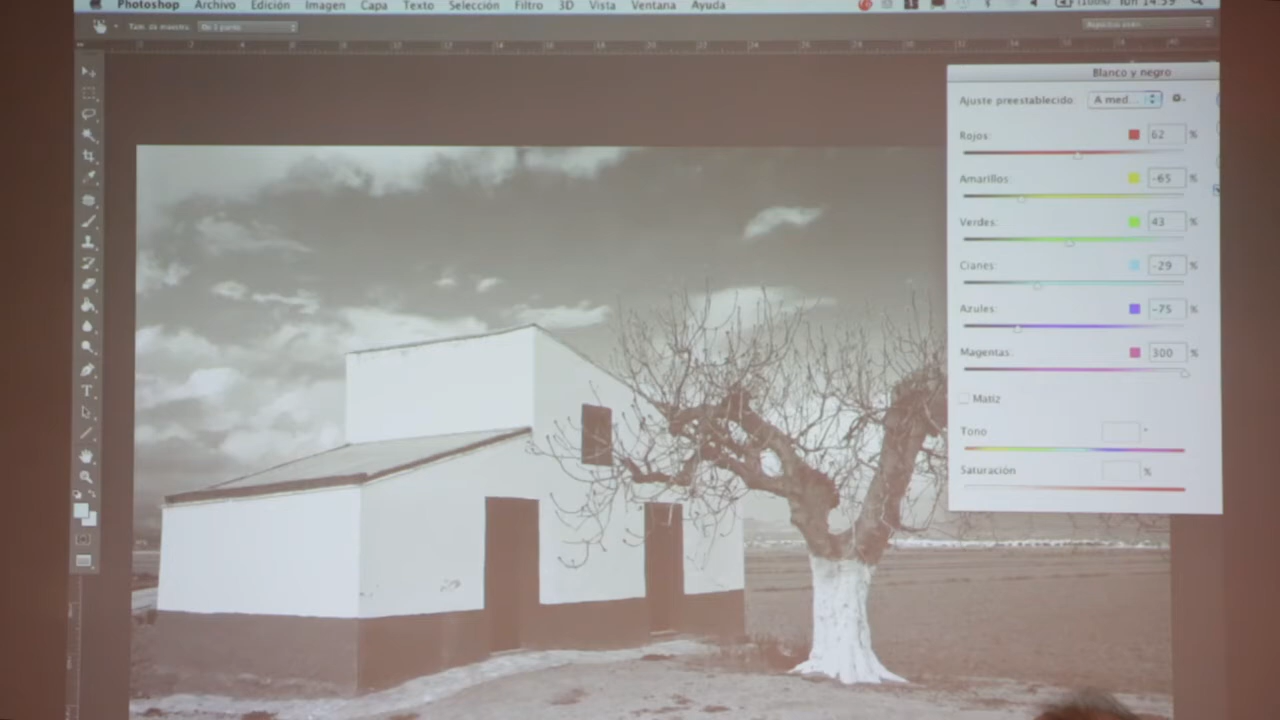 Photoshop Archivo Edición Imagen Capa Texto Selección Filtro 3D Vista Ventana Ayuda
Blanco y negro
Ajuste preestablecido: A med...
Rojos: 62 %
Amarillos: -65 %
Verdes: 43 %
Cianes: -29 %
Azules: -75 %
Magentas: 300 %
Matiz
Tono °
Saturación %